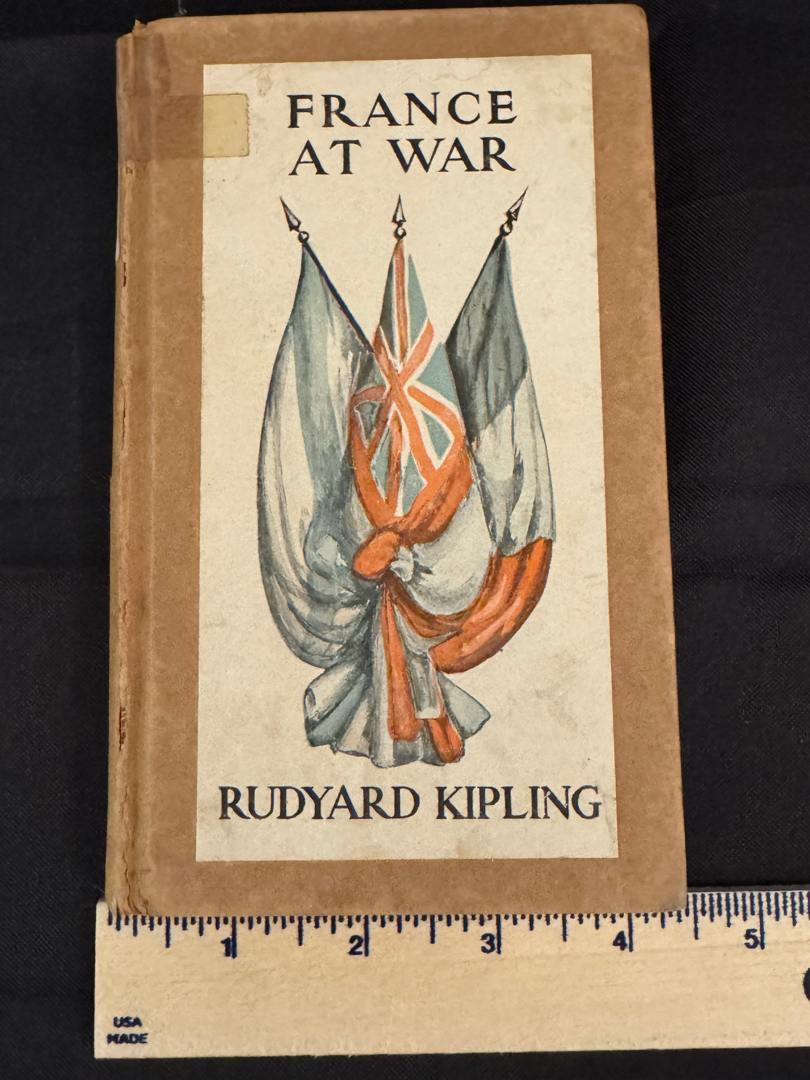 FRANCE
AT WAR
RUDYARD KIPLING
1 2 3 4 5
USA
MADE